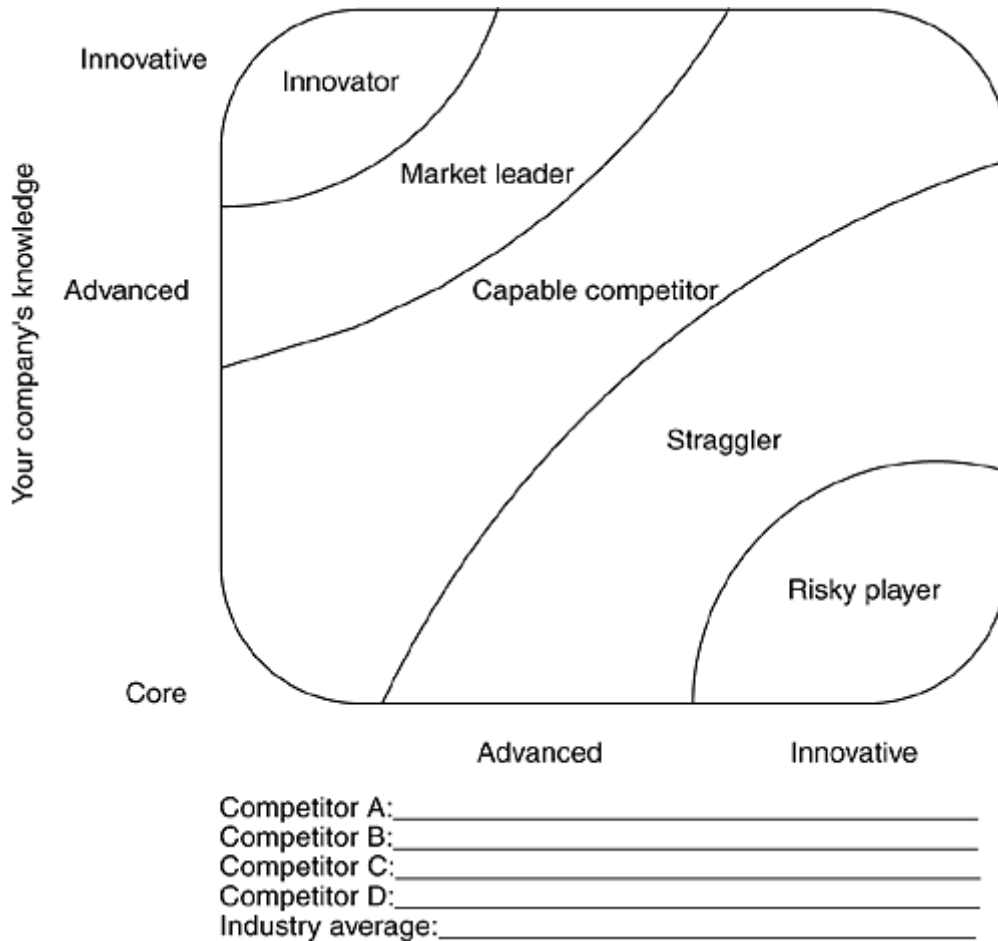 Innovative
Innovator
Market leader
Your company's knowledge
Advanced
Capable competitor
Straggler
Risky player
Core
Advanced
Innovative
Competitor A:
Competitor B:
Competitor C:
Competitor D:
Industry average: